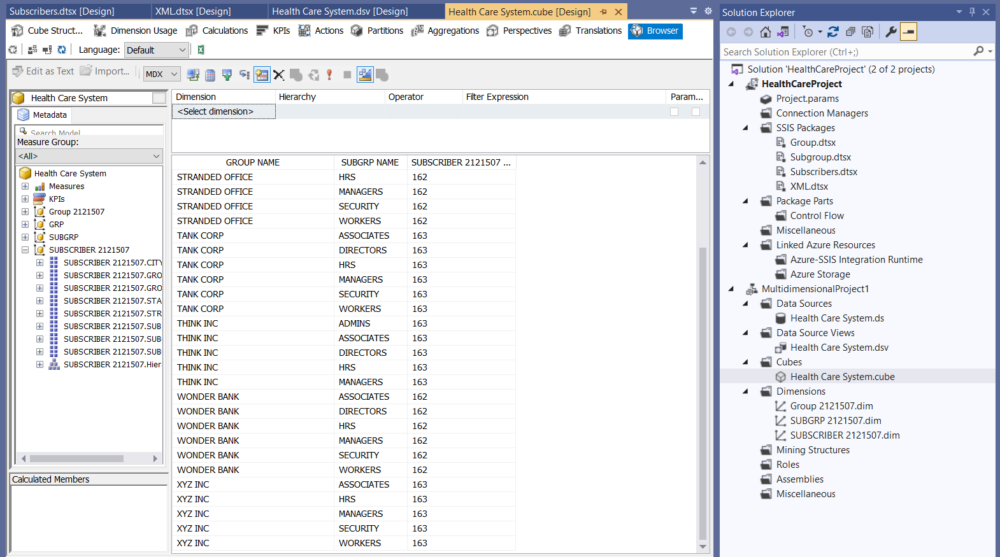 Subscribers.dtsx [Design]
XML.dtsx [Design]
Health Care System.dsv [Design]
Health Care System.cube [Design]
Cube Struct...
Dimension Usage
Calculations
KPIs
Actions
Partitions
Aggregations
Perspectives
Translations
Browser
Language:
Default
Edit as Text
Import...
MDX
Health Care System
Metadata
Search Model
Measure Group:
<All>
Health Care System
Measures
KPIs
Group 2121507
GRP
SUBGRP
SUBSCRIBER 2121507
SUBSCRIBER 2121507.CITY
SUBSCRIBER 2121507.GRO
SUBSCRIBER 2121507.GRO
SUBSCRIBER 2121507.STA
SUBSCRIBER 2121507.STR
SUBSCRIBER 2121507.SUB
SUBSCRIBER 2121507.SUB
SUBSCRIBER 2121507.SUB
SUBSCRIBER 2121507.Hier
Calculated Members
Dimension Hierarchy Operator Filter Expression Param...
<Select dimension>
GROUP NAME SUBGRP NAME SUBSCRIBER 2121507 ...
STRANDED OFFICE HRS 162
STRANDED OFFICE MANAGERS 162
STRANDED OFFICE SECURITY 162
STRANDED OFFICE WORKERS 162
TANK CORP ASSOCIATES 163
TANK CORP DIRECTORS 163
TANK CORP HRS 163
TANK CORP MANAGERS 163
TANK CORP SECURITY 163
TANK CORP WORKERS 163
THINK INC ADMINS 163
THINK INC ASSOCIATES 163
THINK INC DIRECTORS 163
THINK INC HRS 163
THINK INC MANAGERS 163
WONDER BANK ASSOCIATES 162
WONDER BANK DIRECTORS 162
WONDER BANK HRS 162
WONDER BANK MANAGERS 162
WONDER BANK SECURITY 162
WONDER BANK WORKERS 162
XYZ INC ASSOCIATES 163
XYZ INC HRS 163
XYZ INC MANAGERS 163
XYZ INC SECURITY 163
XYZ INC WORKERS 163
Solution Explorer
Search Solution Explorer (Ctrl+;)
Solution 'HealthCareProject' (2 of 2 projects)
HealthCareProject
Project.params
Connection Managers
SSIS Packages
Group.dtsx
Subgroup.dtsx
Subscribers.dtsx
XML.dtsx
Package Parts
Control Flow
Miscellaneous
Linked Azure Resources
Azure-SSIS Integration Runtime
Azure Storage
MultidimensionalProject1
Data Sources
Health Care System.ds
Data Source Views
Health Care System.dsv
Cubes
Health Care System.cube
Dimensions
Group 2121507.dim
SUBGRP 2121507.dim
SUBSCRIBER 2121507.dim
Mining Structures
Roles
Assemblies
Miscellaneous